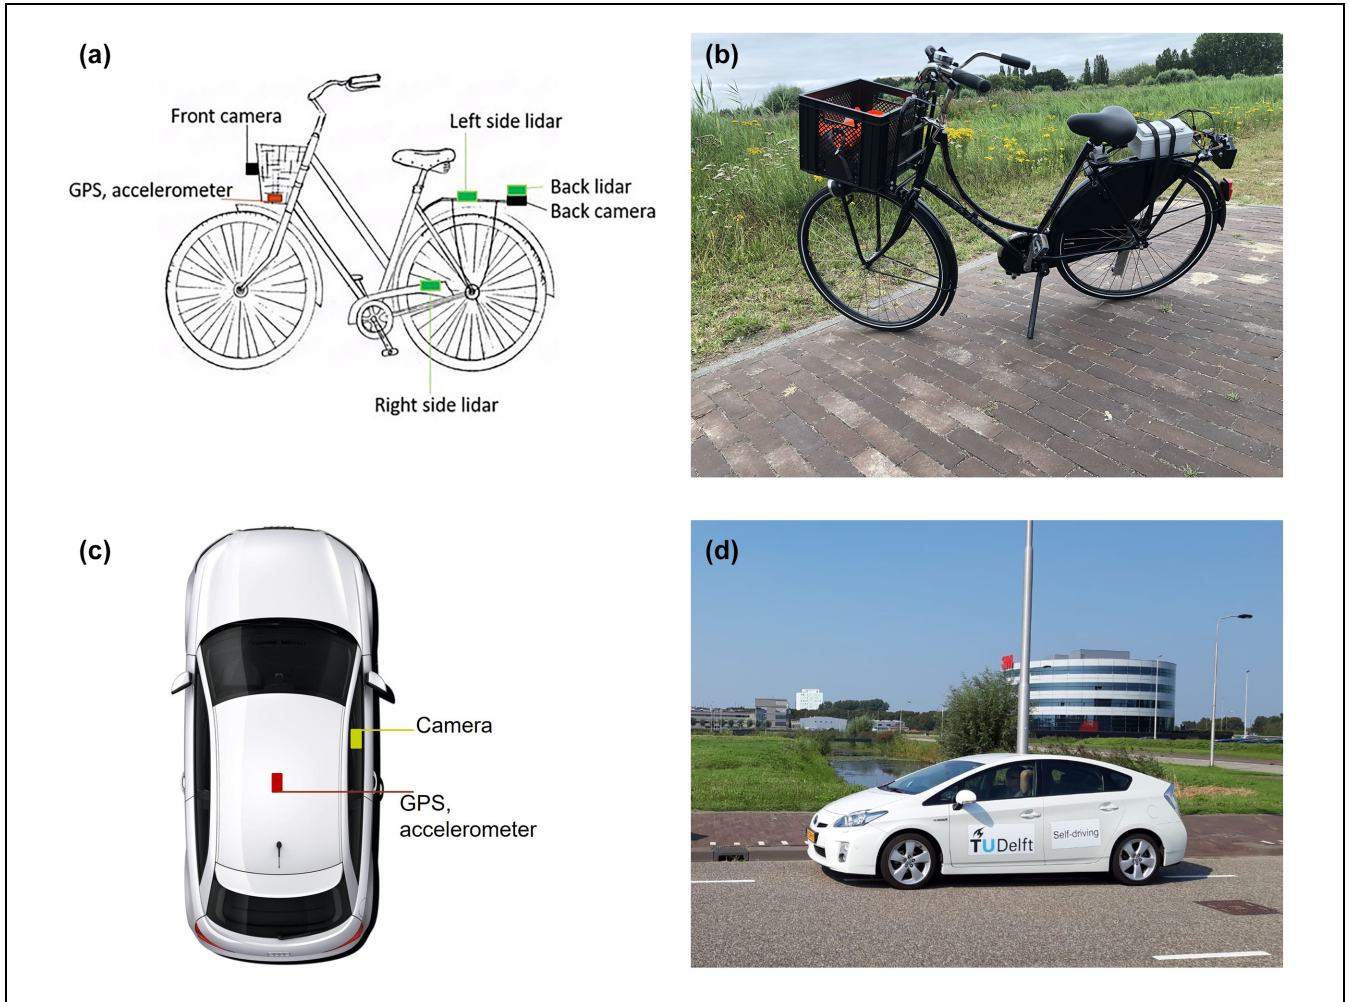 (a)
Front camera
Left side lidar
GPS, accelerometer
Back lidar
Back camera
Right side lidar
(b)
(c)
Camera
GPS,
accelerometer
(d)
3M
TUDelft
Self-driving